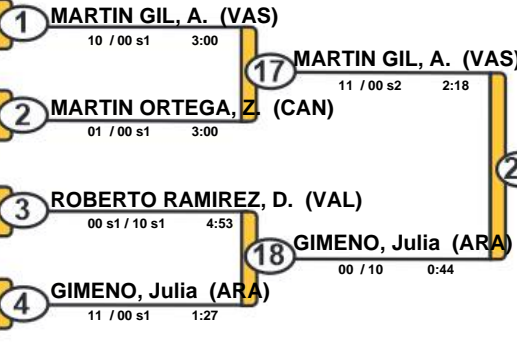 1 MARTIN GIL, A. (VAS)
10 / 00 s1 3:00
17 MARTIN GIL, A. (VAS)
11 / 00 s2 2:18
2 MARTIN ORTEGA, Z. (CAN)
01 / 00 s1 3:00
3 ROBERTO RAMIREZ, D. (VAL)
00 s1 / 10 s1 4:53
18 GIMENO, Julia (ARA)
00 / 10 0:44
4 GIMENO, Julia (ARA)
11 / 00 s1 1:27